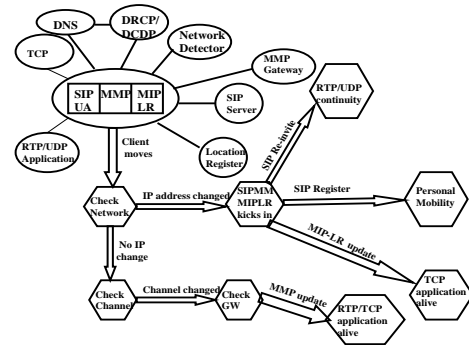 DNS
DRCP/
DCDP
Network
Detector
TCP
MMP
Gateway
SIP
UA
MMP
MIP
LR
SIP
Server
RTP/UDP
continuity
RTP/UDP
Application
Location
Register
Client
moves
SIP Re-invite
Check
Network
IP address changed
SIPMM
MIPLR
kicks in
SIP Register
Personal
Mobility
No IP
change
MIP-LR update
Check
Channel
Channel changed
Check
GW
MMP update
RTP/TCP
application
alive
TCP
application
alive